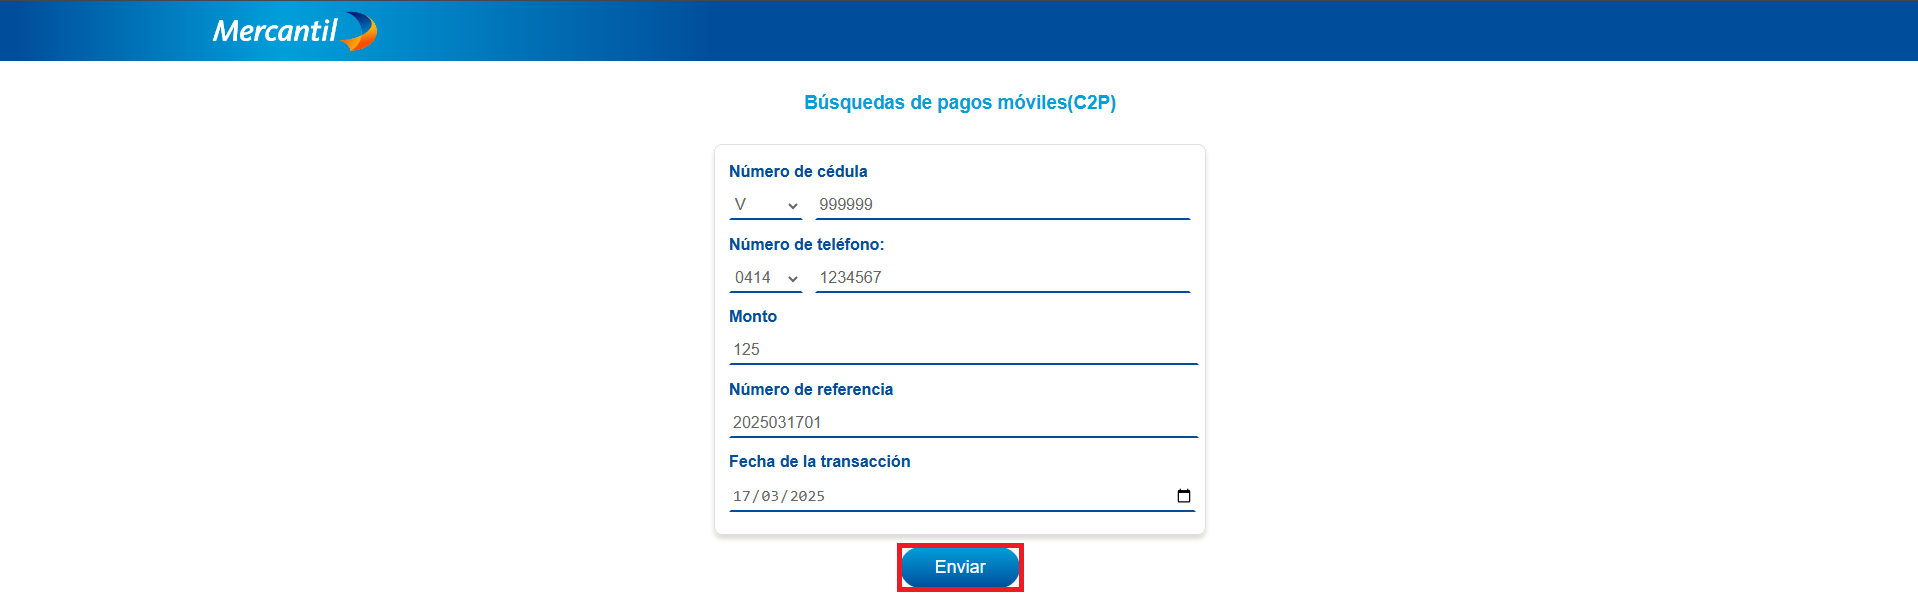 Mercantil
Búsquedas de pagos móviles(C2P)
Número de cédula
V 999999
Número de teléfono:
0414 1234567
Monto
125
Número de referencia
2025031701
Fecha de la transacción
17/03/2025
Enviar